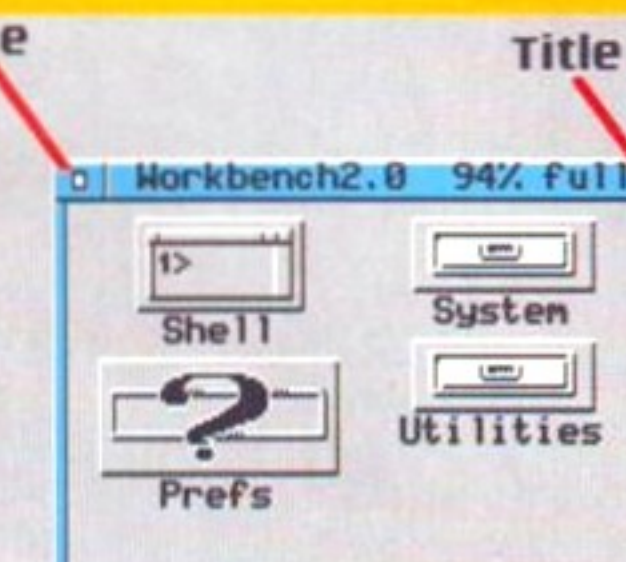 e
Title
Workbench2.0 94% full
1>
Shell
System
Prefs
Utilities